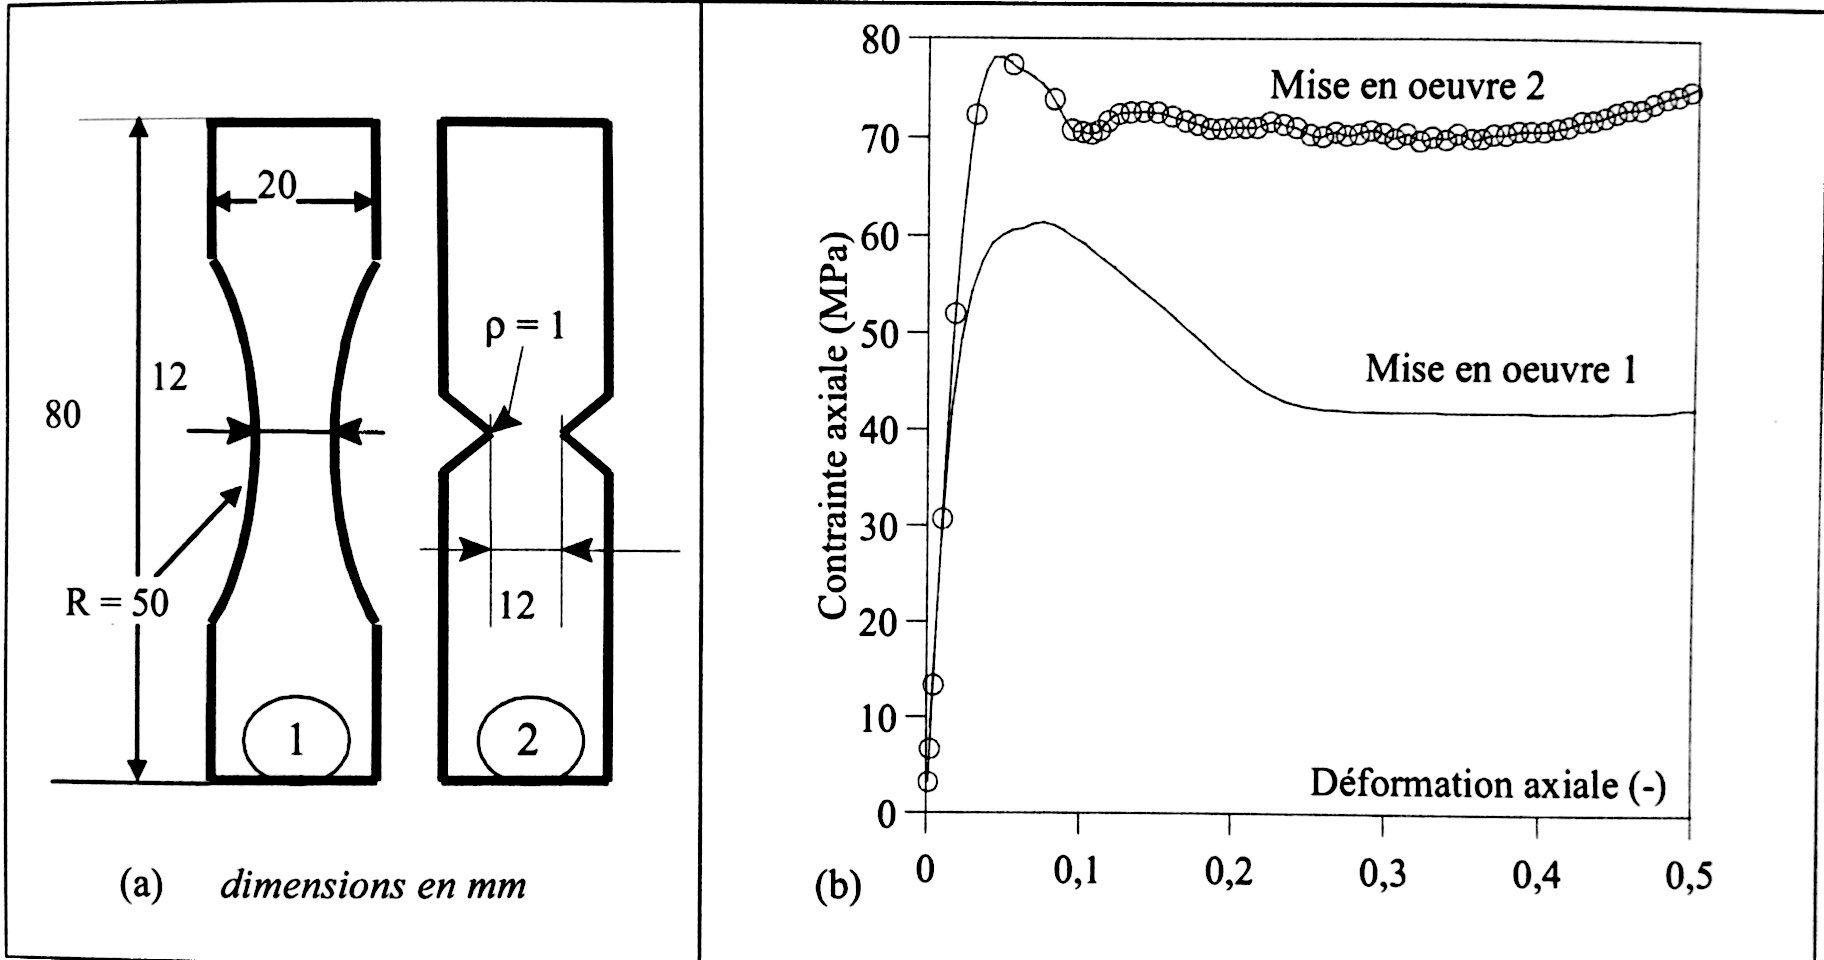 20
ρ = 1
12
80
R = 50
12
1
2
(a)
dimensions en mm
80
70
60
50
40
30
20
10
0
Contrainte axiale (MPa)
Mise en oeuvre 2
Mise en oeuvre 1
Déformation axiale (-)
0
0,1
0,2
0,3
0,4
0,5
(b)